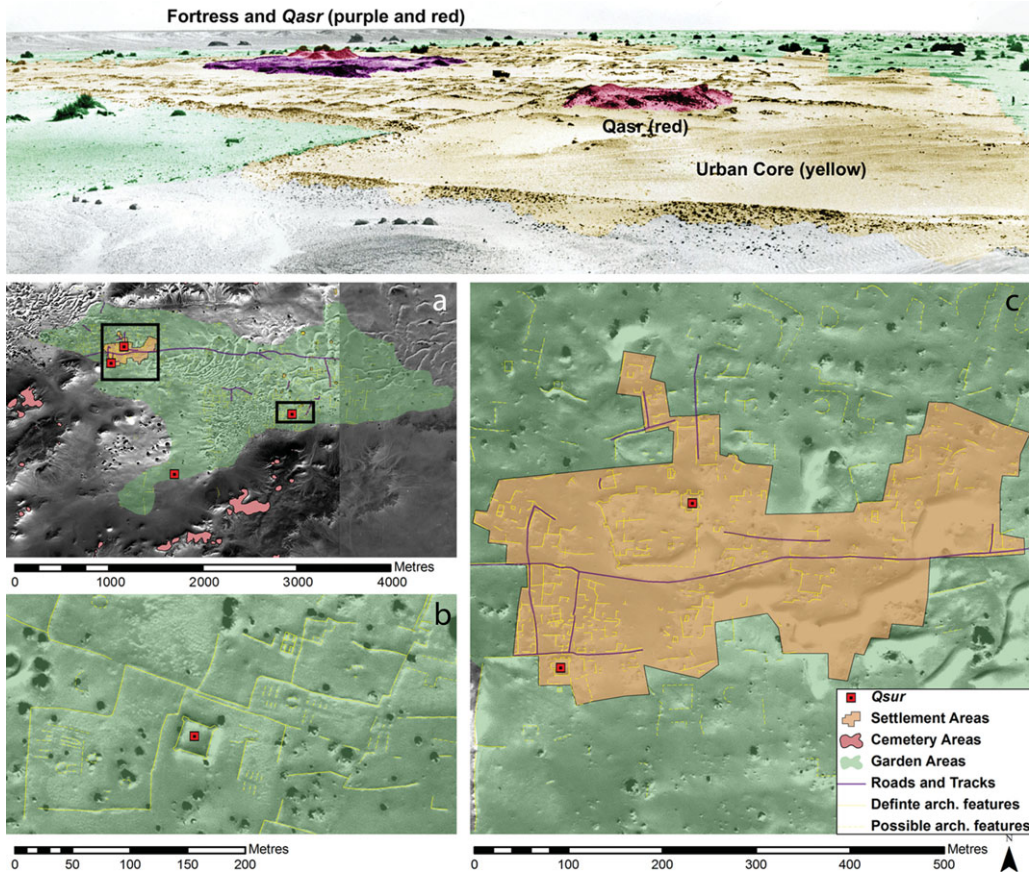 Fortress and Qasr (purple and red)
Qasr (red)
Urban Core (yellow)
a
0 1000 2000 3000 4000 Metres
b
0 50 100 150 200 Metres
c
Qsur
Settlement Areas
Cemetery Areas
Garden Areas
Roads and Tracks
Definte arch. features
Possible arch. features
0 100 200 300 400 500 Metres
N